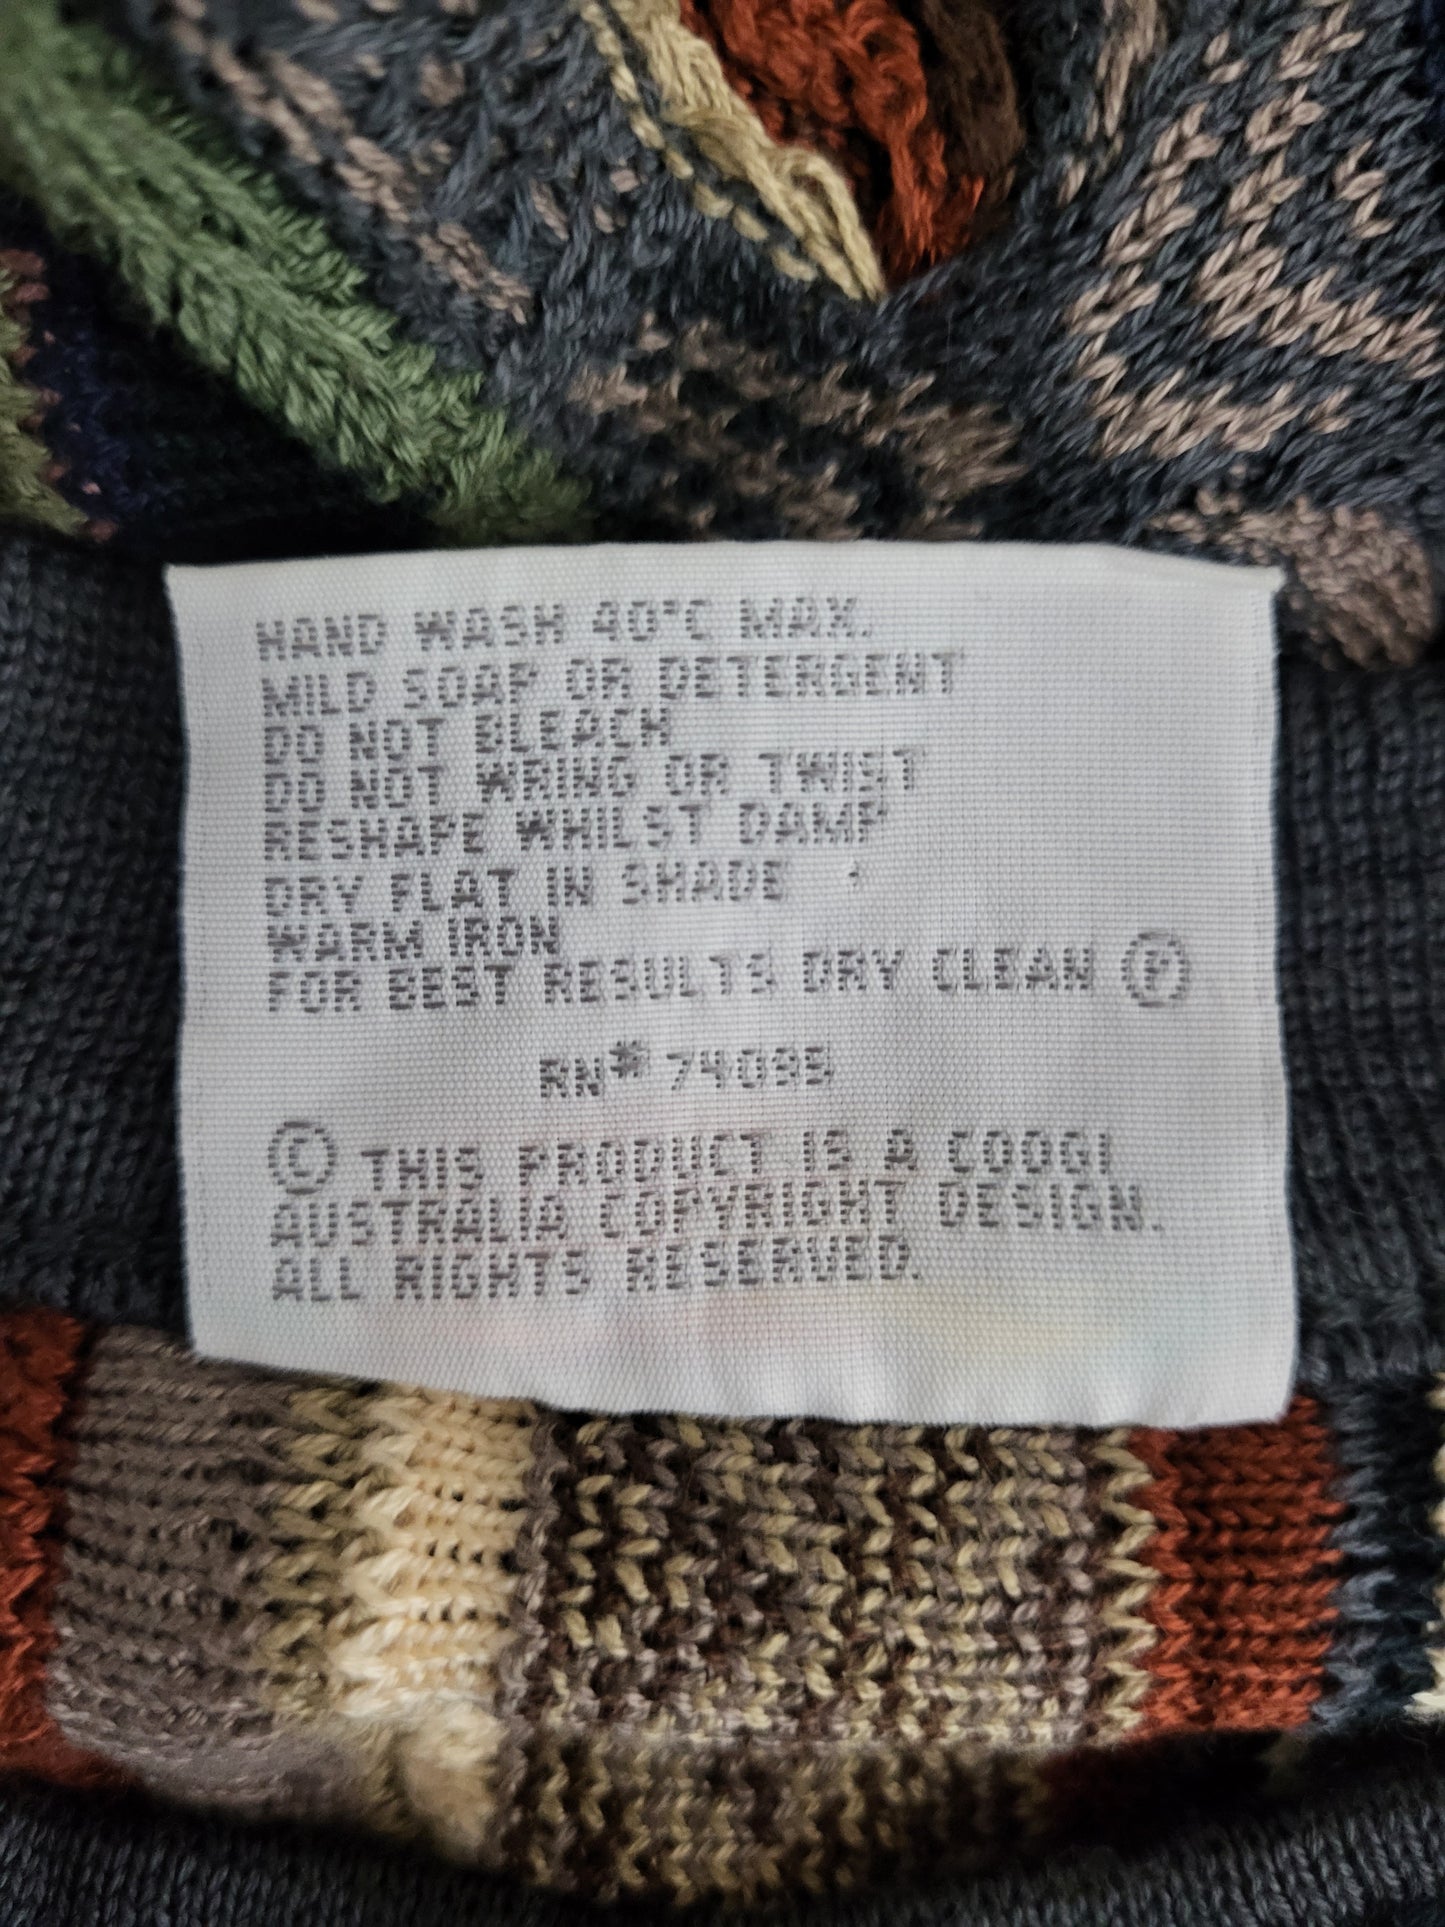 HAND WASH 40°C MAX.
MILD SOAP OR DETERGENT
DO NOT BLEACH
DO NOT WRING OR TWIST
RESHAPE WHILST DAMP
DRY FLAT IN SHADE
WARM IRON
FOR BEST RESULTS DRY CLEAN Ⓟ
RN# 74095
© THIS PRODUCT IS A COOGI
AUSTRALIA COPYRIGHT DESIGN.
ALL RIGHTS RESERVED.